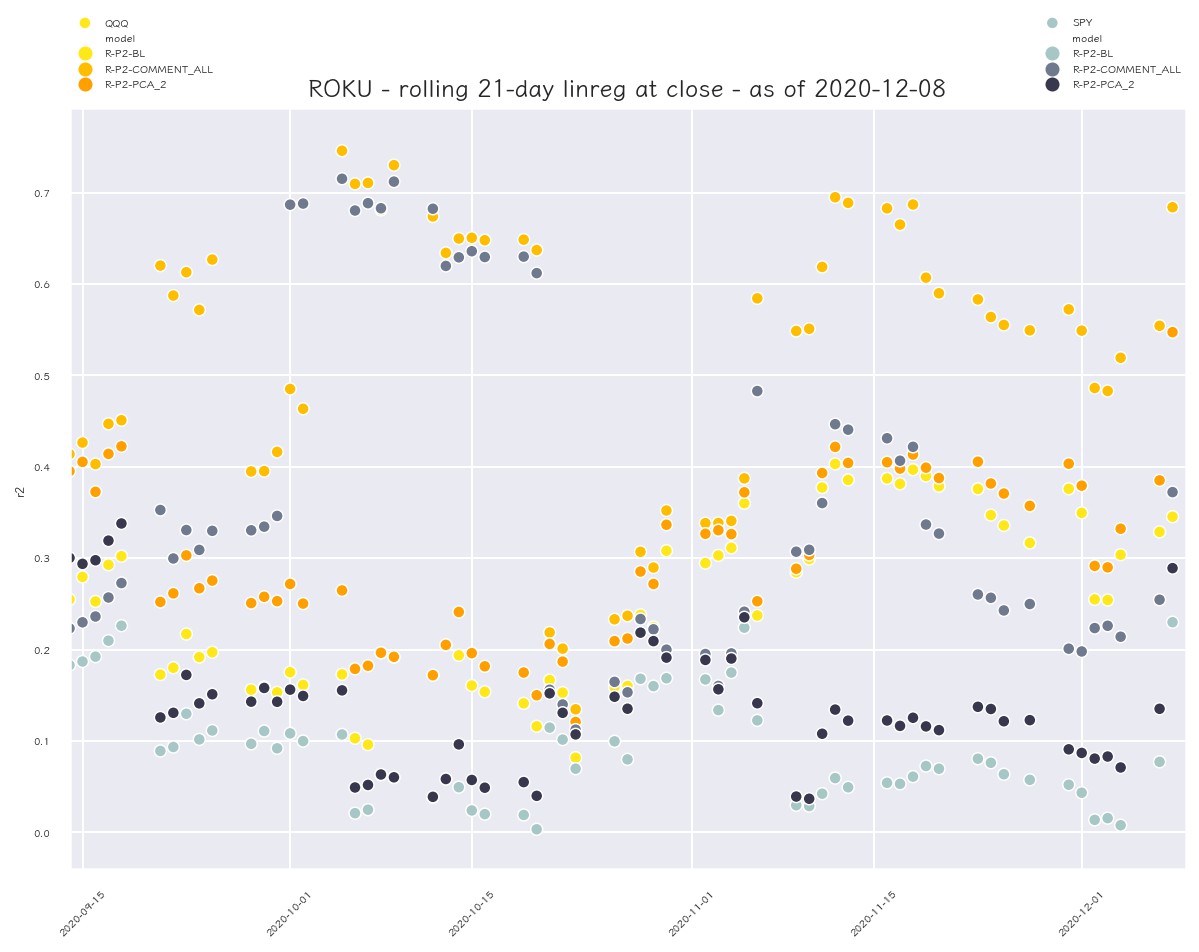 QQQ
model
R-P2-BL
R-P2-COMMENT_ALL
R-P2-PCA_2
SPY
model
R-P2-BL
R-P2-COMMENT_ALL
R-P2-PCA_2
ROKU - rolling 21-day linreg at close - as of 2020-12-08
0.7
0.6
0.5
0.4
0.3
0.2
0.1
0.0
r2
2020-09-15
2020-10-01
2020-10-15
2020-11-01
2020-11-15
2020-12-01